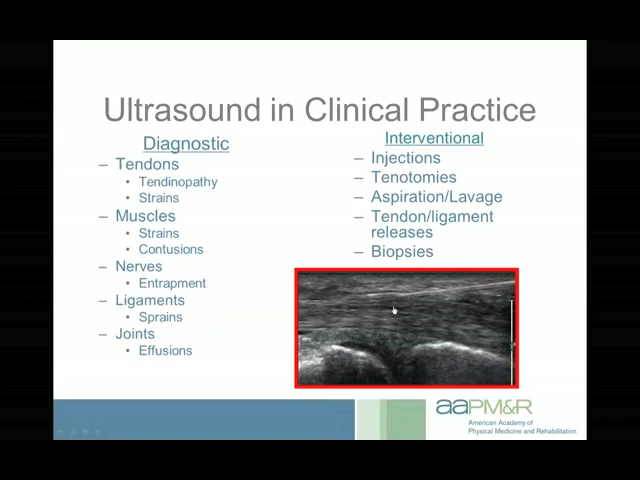 Ultrasound in Clinical Practice
Diagnostic
– Tendons
• Tendinopathy
• Strains
– Muscles
• Strains
• Contusions
– Nerves
• Entrapment
– Ligaments
• Sprains
– Joints
• Effusions
Interventional
– Injections
– Tenotomies
– Aspiration/Lavage
– Tendon/ligament
releases
– Biopsies
aaPM&R
American Academy of
Physical Medicine and Rehabilitation